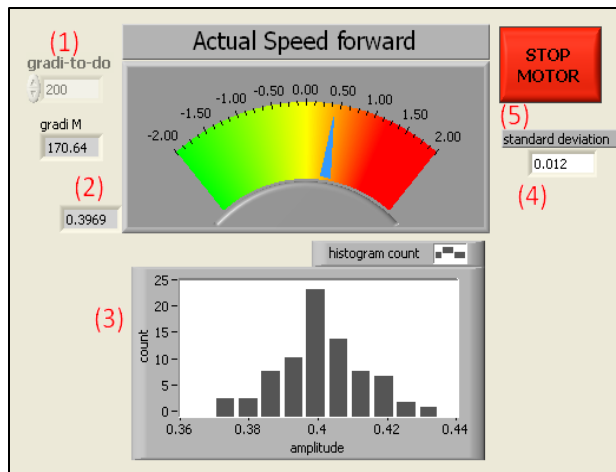 (1)
gradi-to-do
200
gradi M
170.64
(2)
0.3969
Actual Speed forward
-2.00 -1.50 -1.00 -0.50 0.00 0.50 1.00 1.50 2.00
STOP
MOTOR
(5)
standard deviation
0.012
(4)
histogram count
(3)
count
25
20
15
10
5
0
0.36 0.38 0.4 0.42 0.44
amplitude